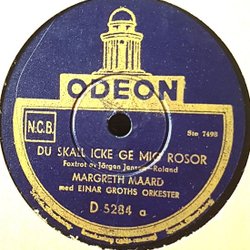 ODEON
N.C.B.
Sto 7498
DU SKALL ICKE GE MIG ROSOR
Foxtrot av Jörgen Jansen-Roland
MARGRETH MAARD
med EINAR GROTHS ORKESTER
D 5284 a